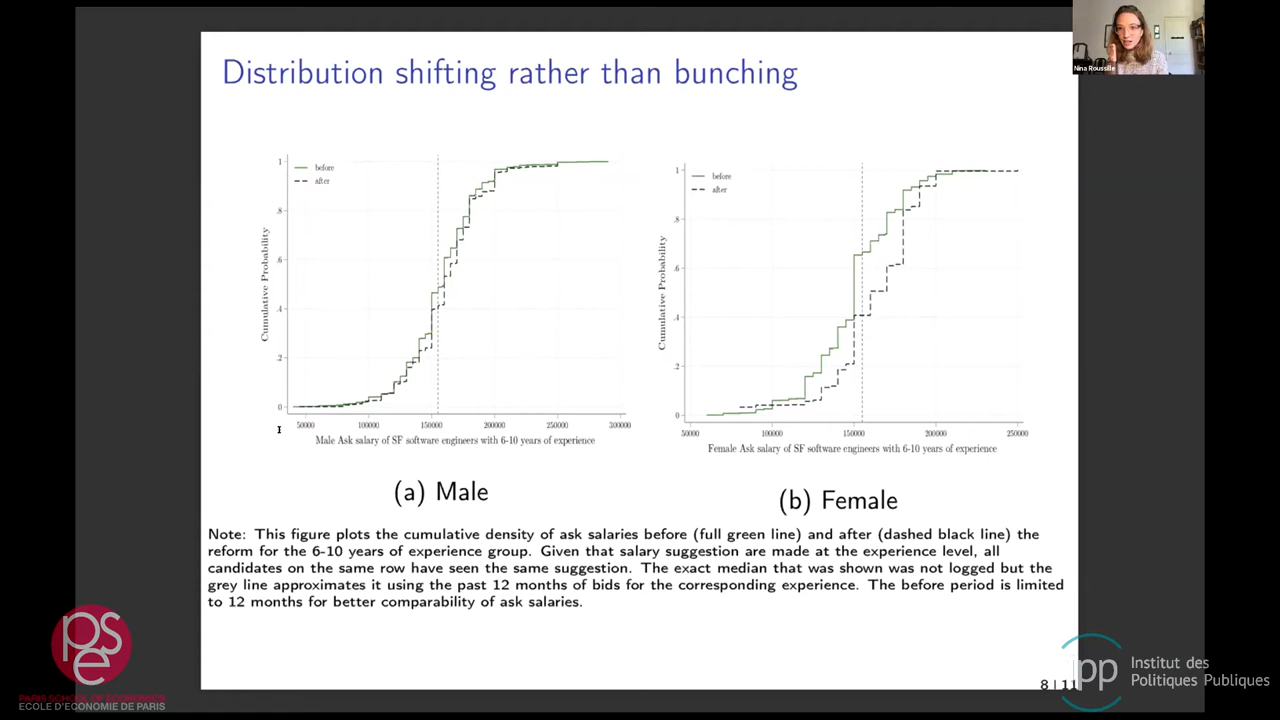 Nina Roussille
Distribution shifting rather than bunching
before
after
1
.8
.6
.4
.2
0
Cumulative Probability
50000 100000 150000 200000 250000 300000
Male Ask salary of SF software engineers with 6-10 years of experience
(a) Male
before
after
1
.8
.6
.4
.2
0
Cumulative Probability
50000 100000 150000 200000 250000
Female Ask salary of SF software engineers with 6-10 years of experience
(b) Female
Note: This figure plots the cumulative density of ask salaries before (full green line) and after (dashed black line) the
reform for the 6-10 years of experience group. Given that salary suggestion are made at the experience level, all
candidates on the same row have seen the same suggestion. The exact median that was shown was not logged but the
grey line approximates it using the past 12 months of bids for the corresponding experience. The before period is limited
to 12 months for better comparability of ask salaries.
8 | 11
pse
PARIS SCHOOL OF ECONOMICS
ECOLE D'ECONOMIE DE PARIS
ipp
Institut des
Politiques Publiques